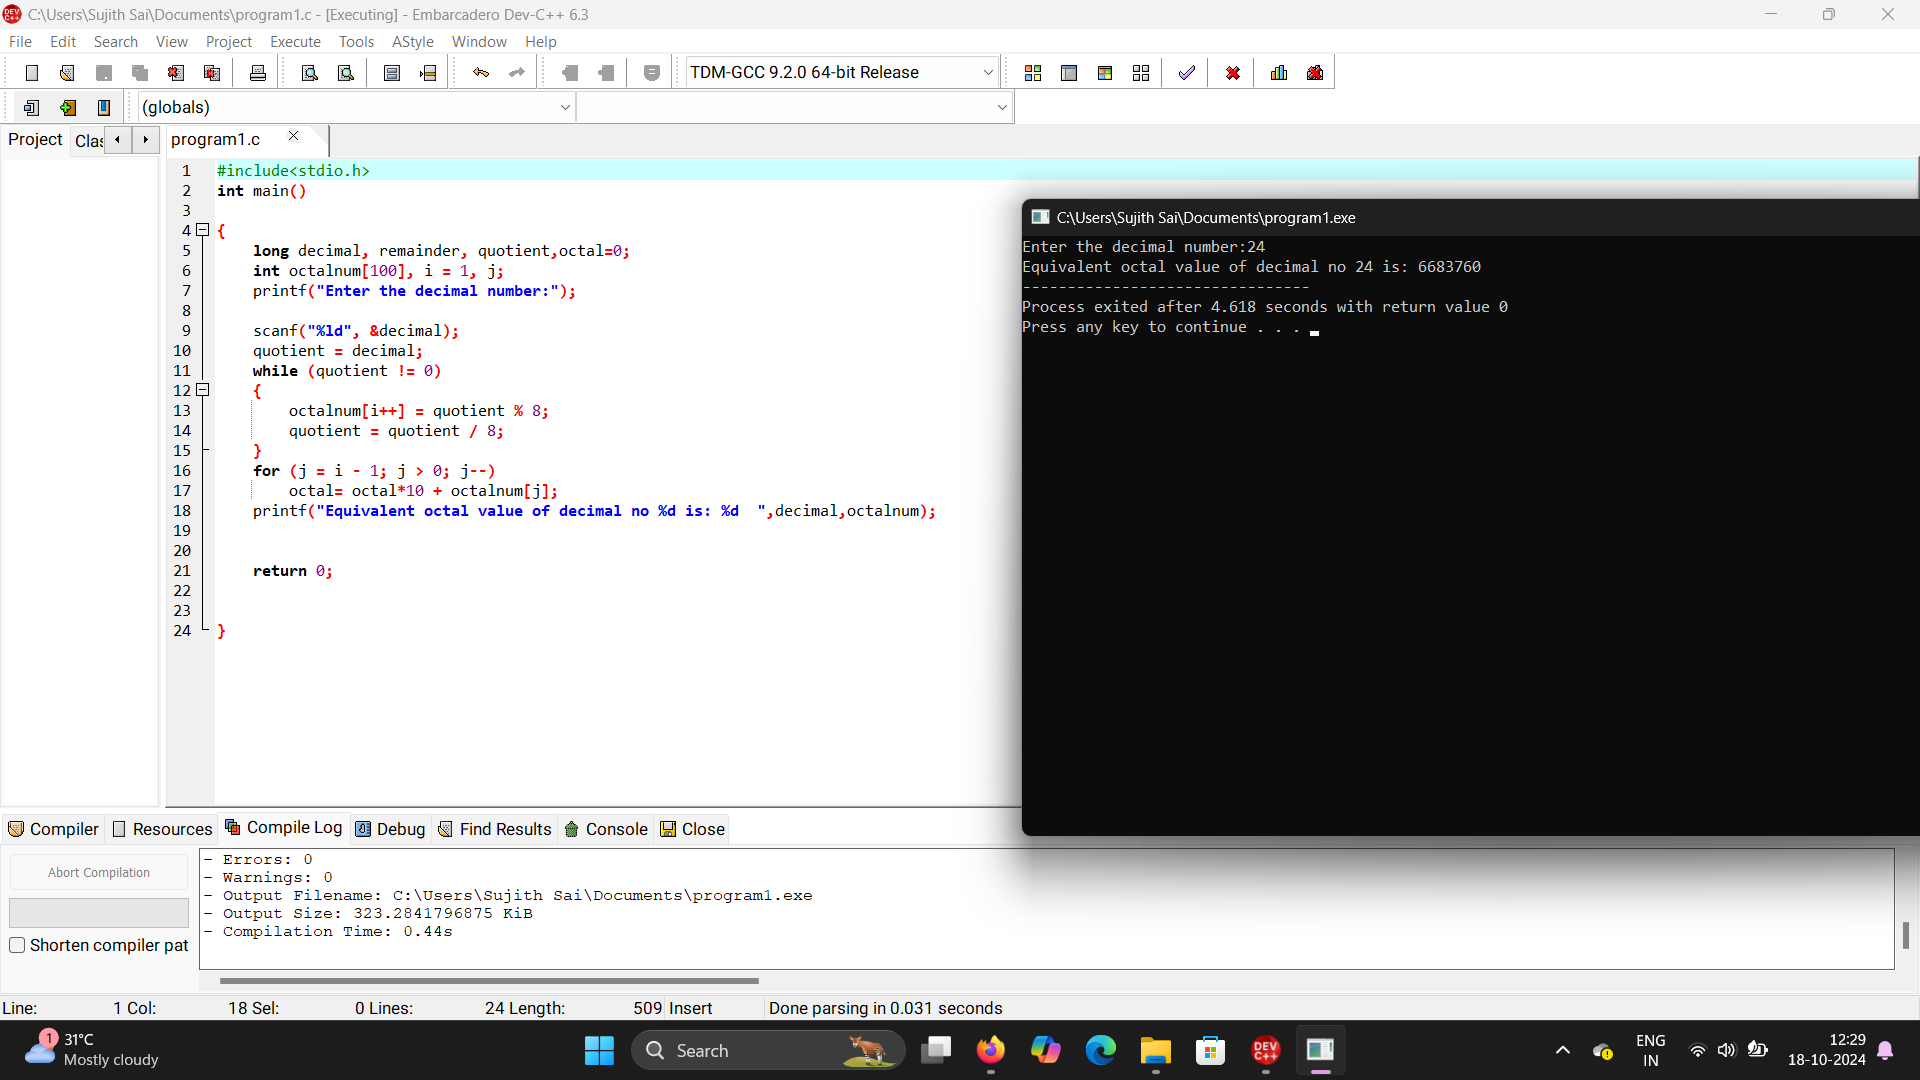 C:\Users\Sujith Sai\Documents\program1.c - [Executing] - Embarcadero Dev-C++ 6.3
File Edit Search View Project Execute Tools AStyle Window Help
TDM-GCC 9.2.0 64-bit Release
(globals)
Project Clas program1.c
1 #include<stdio.h>
2 int main()
3
4 {
5 long decimal, remainder, quotient,octal=0;
6 int octalnum[100], i = 1, j;
7 printf("Enter the decimal number:");
8
9 scanf("%ld", &decimal);
10 quotient = decimal;
11 while (quotient != 0)
12 {
13 octalnum[i++] = quotient % 8;
14 quotient = quotient / 8;
15 }
16 for (j = i - 1; j > 0; j--)
17 octal= octal*10 + octalnum[j];
18 printf("Equivalent octal value of decimal no %d is: %d  ",decimal,octalnum);
19
20
21 return 0;
22
23
24 }
C:\Users\Sujith Sai\Documents\program1.exe
Enter the decimal number:24
Equivalent octal value of decimal no 24 is: 6683760
--------------------------------
Process exited after 4.618 seconds with return value 0
Press any key to continue . . .
Compiler Resources Compile Log Debug Find Results Console Close
Abort Compilation
Shorten compiler pat
- Errors: 0
- Warnings: 0
- Output Filename: C:\Users\Sujith Sai\Documents\program1.exe
- Output Size: 323.2841796875 KiB
- Compilation Time: 0.44s
Line: 1 Col: 18 Sel: 0 Lines: 24 Length: 509 Insert Done parsing in 0.031 seconds
1 31°C
Mostly cloudy
Search
DEV C++
ENG
IN
12:29
18-10-2024